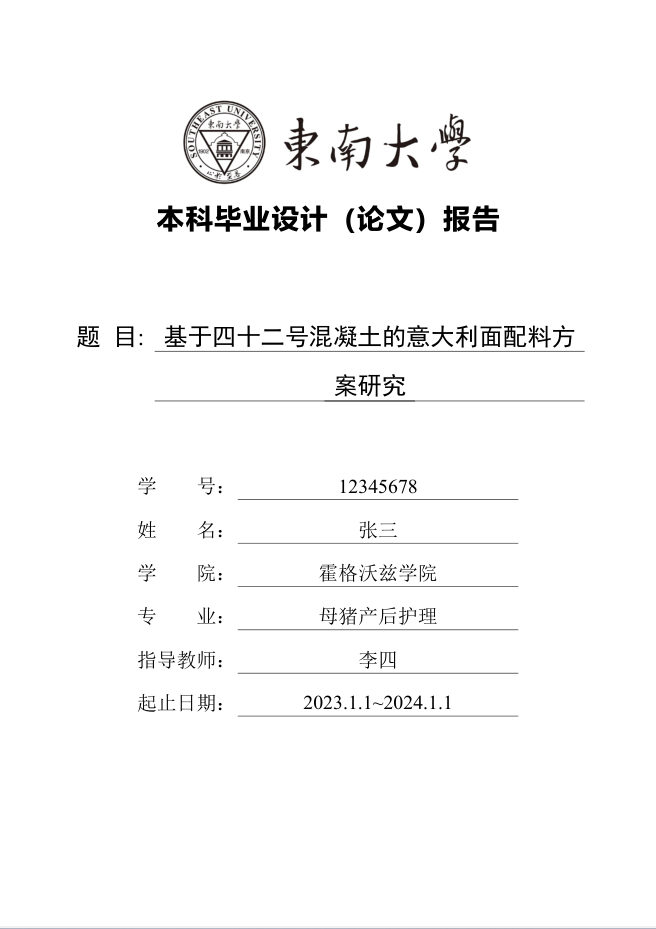 SOUTHEAST UNIVERSITY
東南大學
1902 南京
東南大學
本科毕业设计（论文）报告
题 目: 基于四十二号混凝土的意大利面配料方
案研究
学 号: 12345678
姓 名: 张三
学 院: 霍格沃兹学院
专 业: 母猪产后护理
指导教师: 李四
起止日期: 2023.1.1~2024.1.1